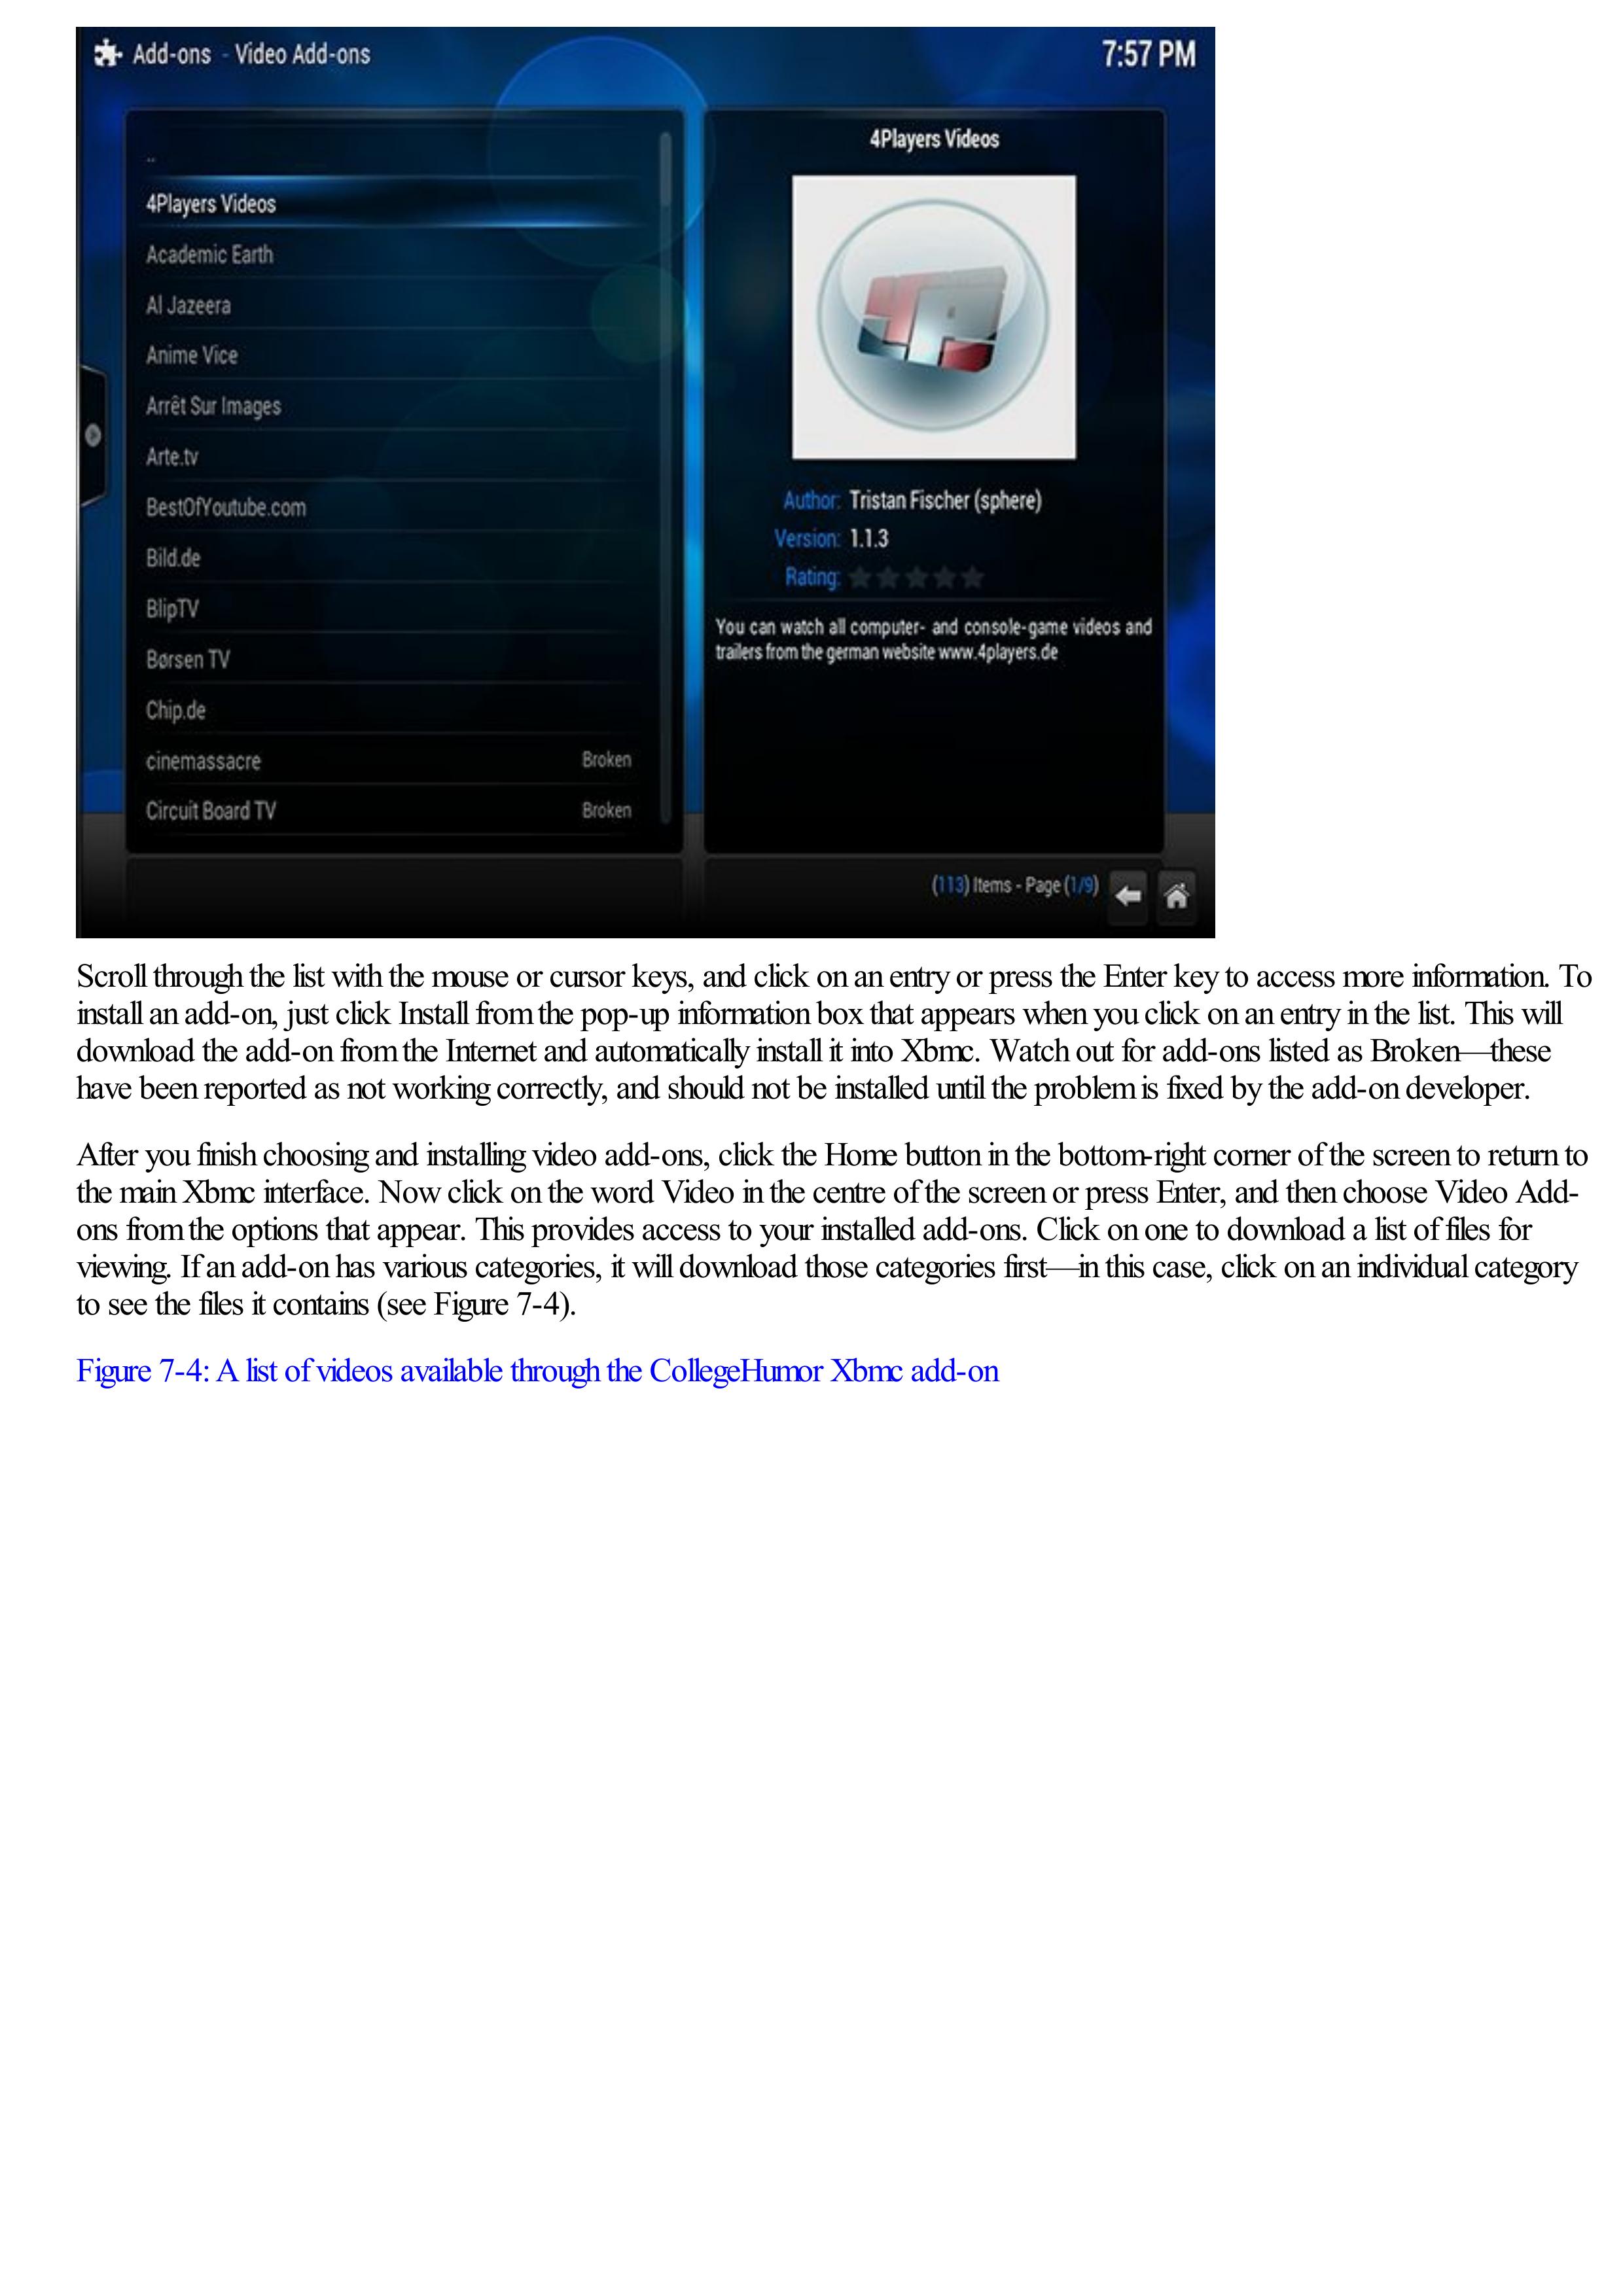 Add-ons - Video Add-ons
7:57 PM
..
4Players Videos
Academic Earth
Al Jazeera
Anime Vice
Arrêt Sur Images
Arte.tv
BestOfYoutube.com
Bild.de
BlipTV
Børsen TV
Chip.de
cinemassacre Broken
Circuit Board TV Broken
4Players Videos
Author: Tristan Fischer (sphere)
Version: 1.1.3
Rating:
You can watch all computer- and console-game videos and
trailers from the german website www.4players.de
(113) Items - Page (1/9)
Scroll through the list with the mouse or cursor keys, and click on an entry or press the Enter key to access more information. To
install an add-on, just click Install from the pop-up information box that appears when you click on an entry in the list. This will
download the add-on from the Internet and automatically install it into Xbmc. Watch out for add-ons listed as Broken—these
have been reported as not working correctly, and should not be installed until the problem is fixed by the add-on developer.
After you finish choosing and installing video add-ons, click the Home button in the bottom-right corner of the screen to return to
the main Xbmc interface. Now click on the word Video in the centre of the screen or press Enter, and then choose Video Add-
ons from the options that appear. This provides access to your installed add-ons. Click on one to download a list of files for
viewing. If an add-on has various categories, it will download those categories first—in this case, click on an individual category
to see the files it contains (see Figure 7-4).
Figure 7-4: A list of videos available through the CollegeHumor Xbmc add-on